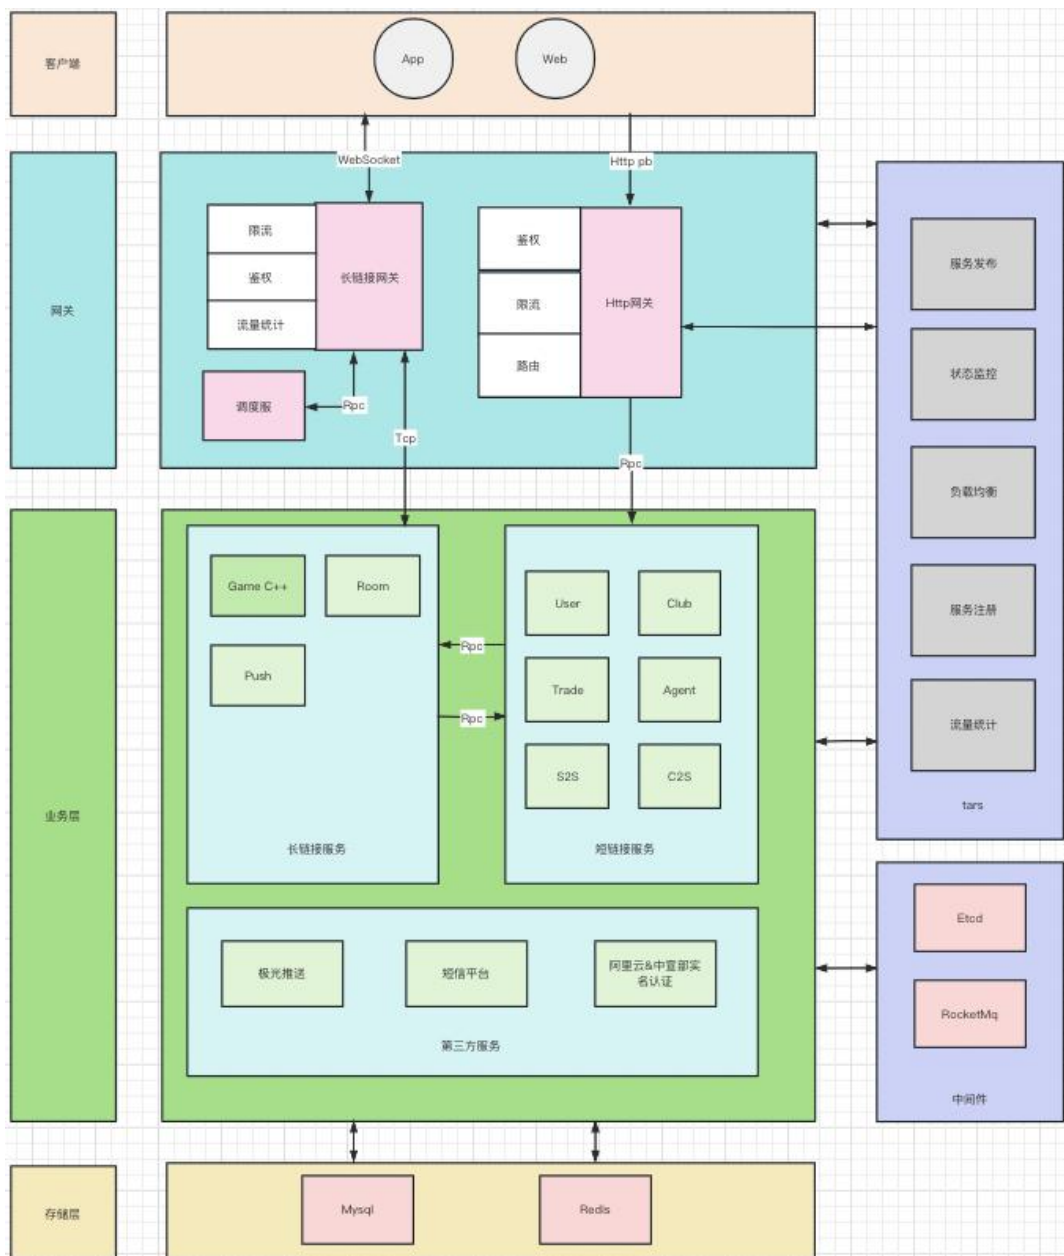 客户端
App
Web
WebSocket
Http pb
网关
限流
鉴权
流量统计
长链接网关
鉴权
限流
路由
Http网关
调度服
Rpc
Tcp
Rpc
服务发布
状态监控
负载均衡
服务注册
流量统计
tars
业务层
Game C++
Room
Push
长链接服务
Rpc
Rpc
User
Club
Trade
Agent
S2S
C2S
短链接服务
极光推送
短信平台
阿里云&中宣部实
名认证
第三方服务
Etcd
RocketMq
中间件
存储层
Mysql
Redis